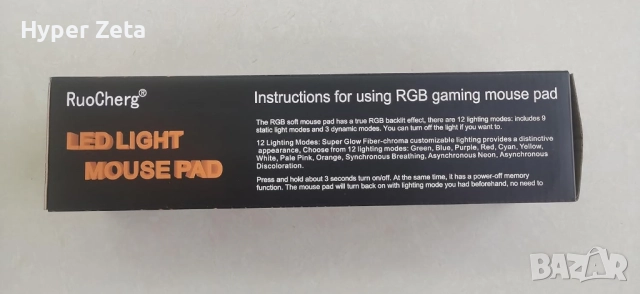 Hyper Zeta
RuoCherg®
LED LIGHT
MOUSE PAD
Instructions for using RGB gaming mouse pad
The RGB soft mouse pad has a true RGB backlit effect, there are 12 lighting modes: includes 9
static light modes and 3 dynamic modes. You can turn off the light if you want to.
12 Lighting Modes: Super Glow Fiber-chroma customizable lighting provides a distinctive
appearance, Choose from 12 lighting modes: Green, Blue, Purple, Red, Cyan, Yellow,
White, Pale Pink, Orange, Synchronous Breathing, Asynchronous Neon, Asynchronous
Discoloration.
Press and hold about 3 seconds turn on/off. At the same time, it has a power-off memory
function. The mouse pad will turn back on with lighting mode you had beforehand, no need to
BAZAR